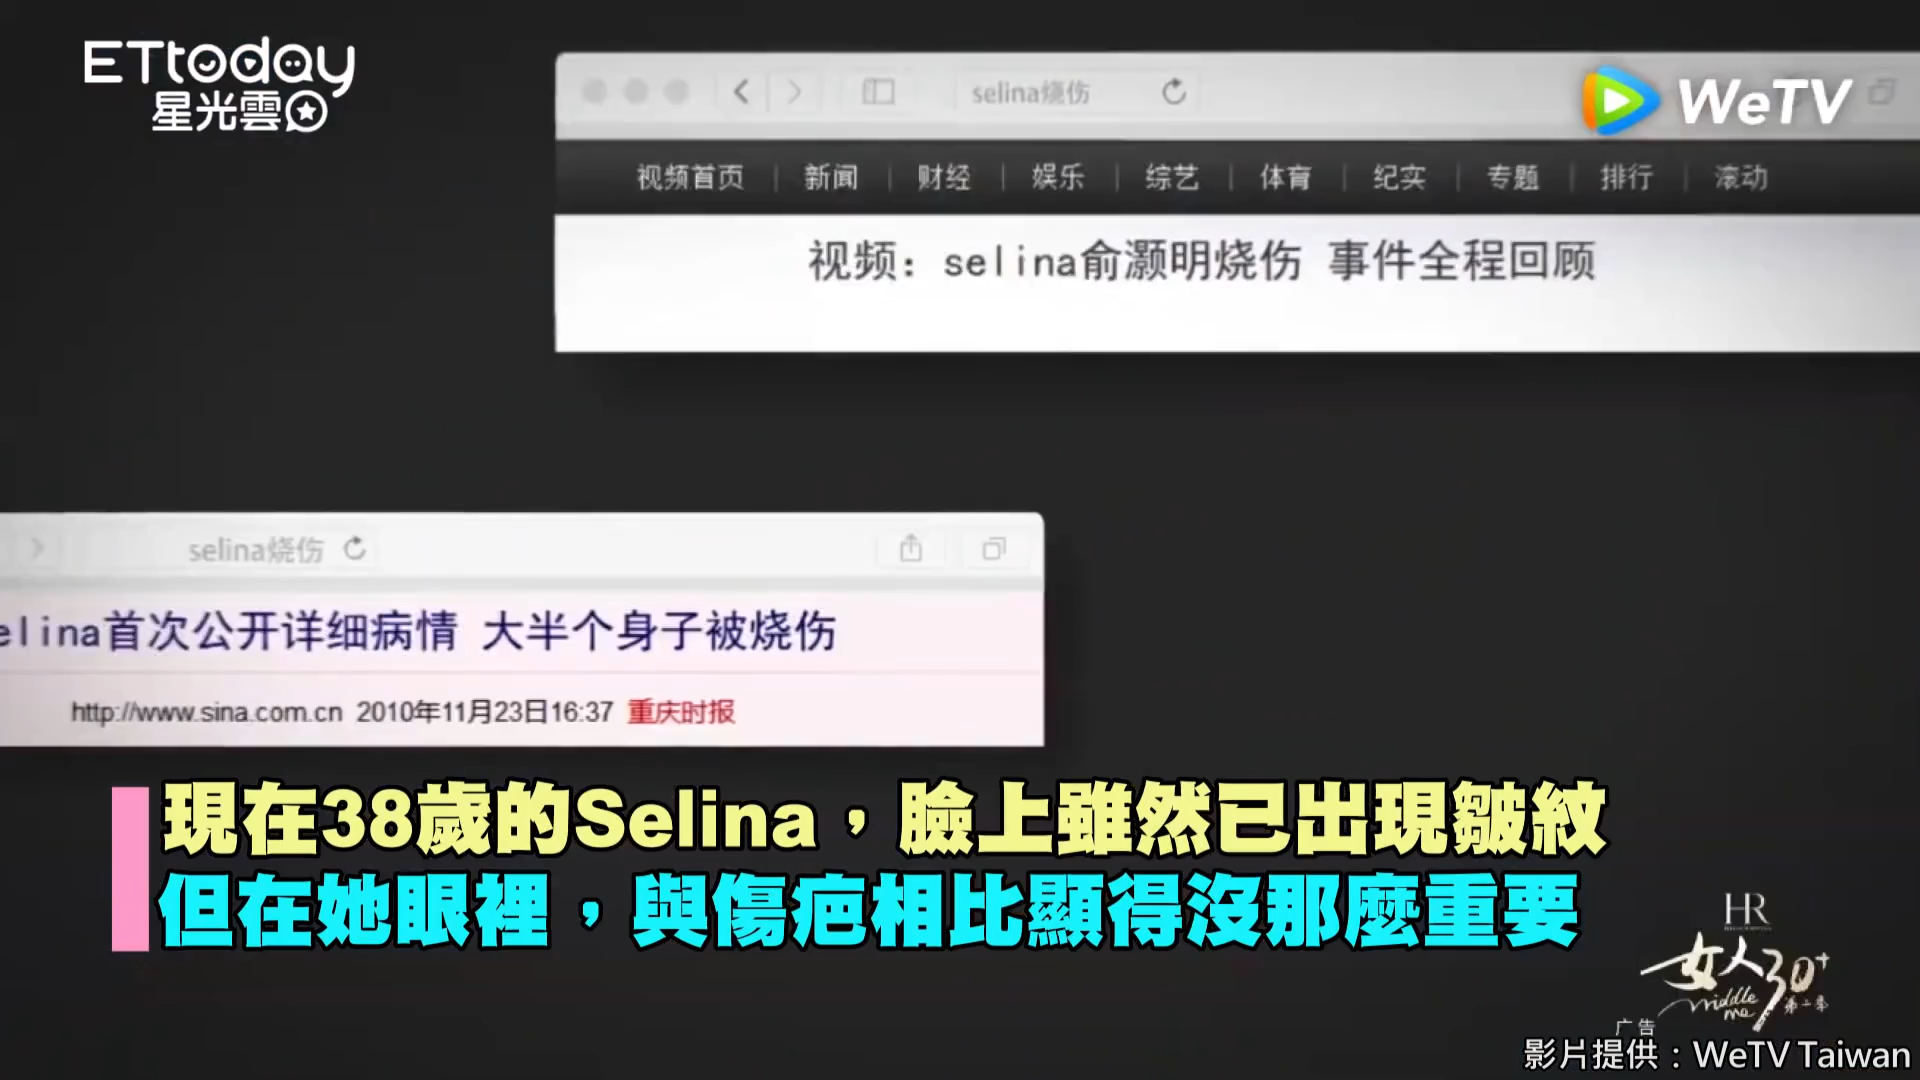 ETtoday
星光雲
selina烧伤
WeTV
视频首页 新闻 财经 娱乐 综艺 体育 纪实 专题 排行 滚动
视频：selina俞灏明烧伤 事件全程回顾
selina烧伤
elina首次公开详细病情 大半个身子被烧伤
http://www.sina.com.cn 2010年11月23日16:37 重庆时报
現在38歲的Selina，臉上雖然已出現皺紋
但在她眼裡，與傷疤相比顯得沒那麼重要
HR
女人30+
middle me
第二季
广告
影片提供：WeTV Taiwan